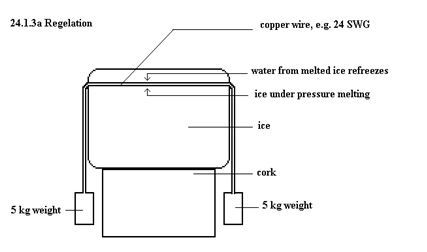 24.1.3a Regelation
copper wire, e.g. 24 SWG
water from melted ice refreezes
ice under pressure melting
ice
cork
5 kg weight
5 kg weight